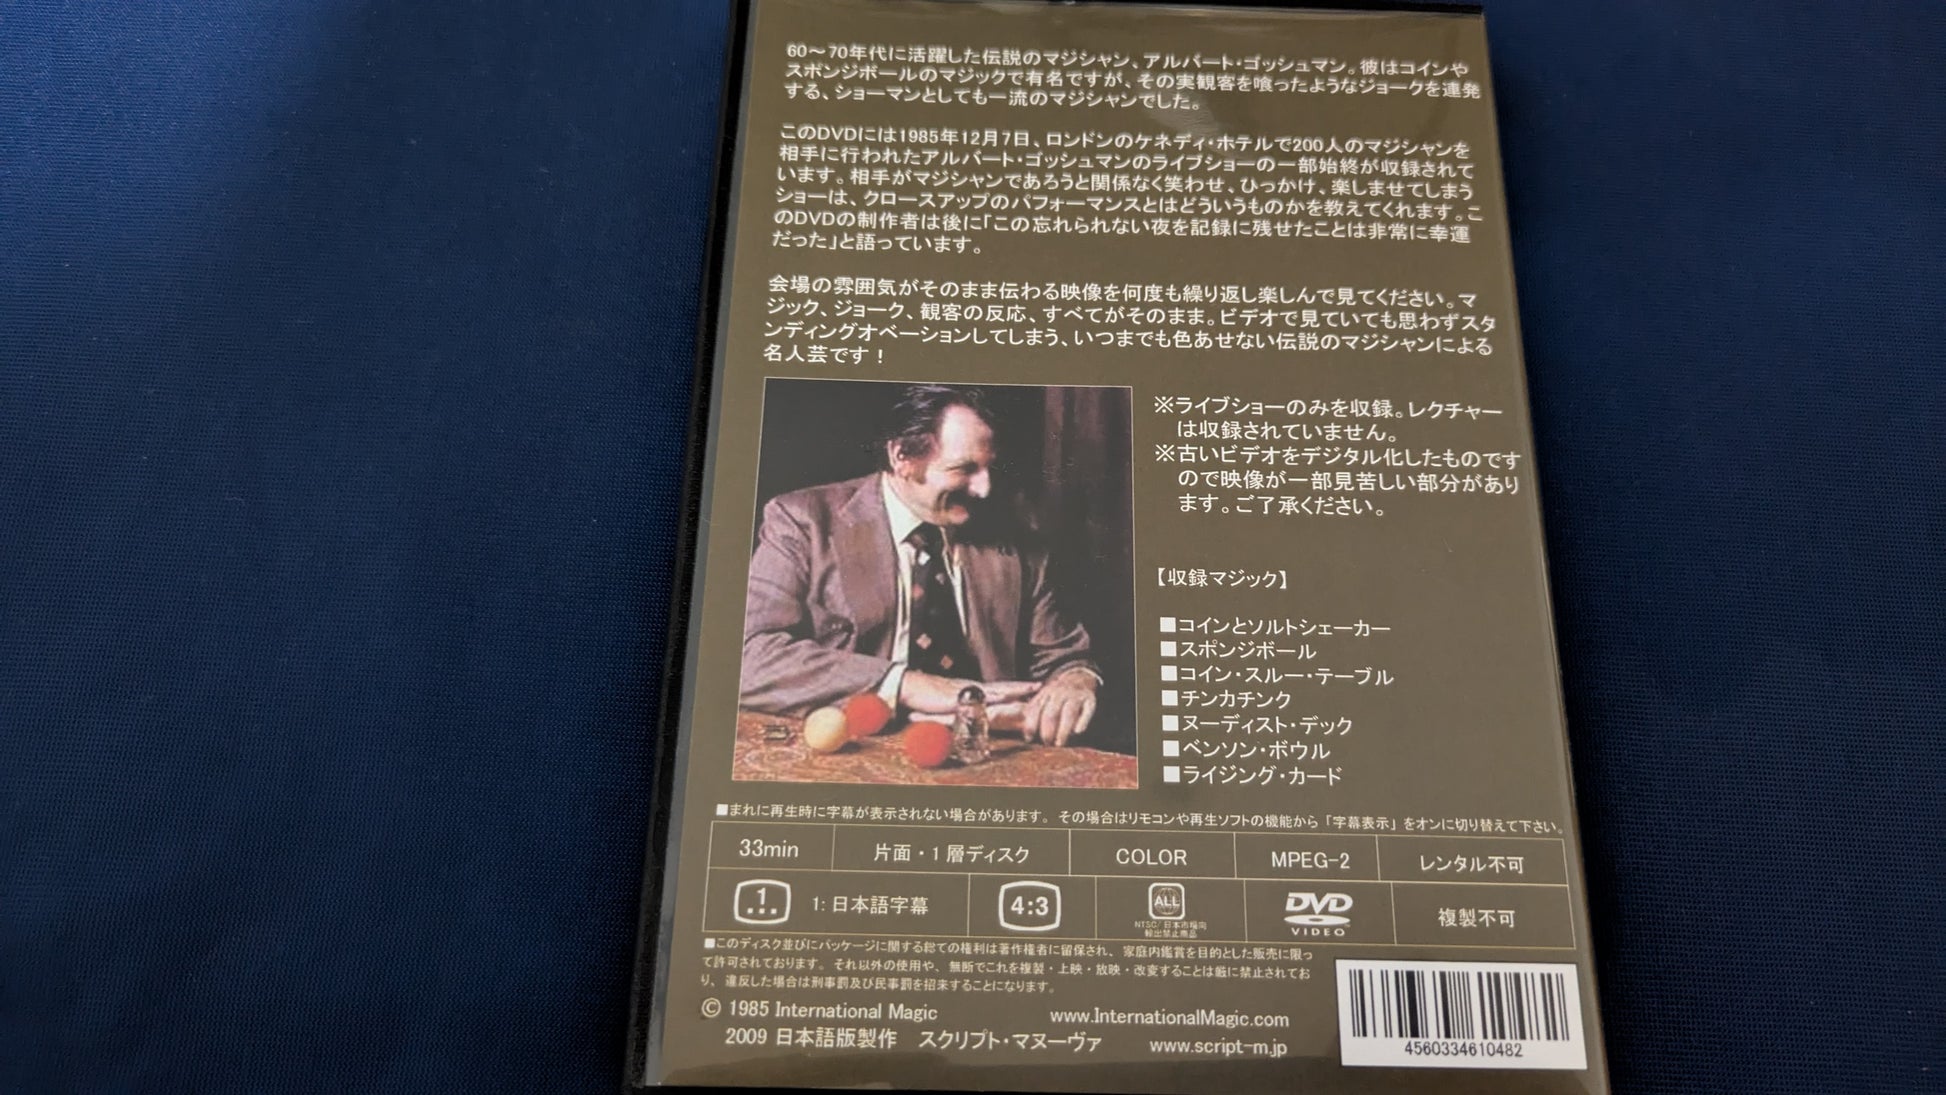 60～70年代に活躍した伝説のマジシャン、アルバート・ゴッシュマン。彼はコインや
スポンジボールのマジックで有名ですが、その実観客を喰ったようなジョークを連発
する、ショーマンとしても一流のマジシャンでした。
このDVDには1985年12月7日、ロンドンのケネディ・ホテルで200人のマジシャンを
相手に行われたアルバート・ゴッシュマンのライブショーの一部始終が収録されて
います。相手がマジシャンであろうと関係なく笑わせ、ひっかけ、楽しませてしまう
ショーは、クロースアップのパフォーマンスとはどういうものかを教えてくれます。こ
のDVDの制作者は後に「この忘れられない夜を記録に残せたことは非常に幸運
だった」と語っています。
会場の雰囲気がそのまま伝わる映像を何度も繰り返し楽しんで見てください。マ
ジック、ジョーク、観客の反応、すべてがそのまま。ビデオで見ていても思わずスタ
ンディングオベーションしてしまう、いつまでも色あせない伝説のマジシャンによる
名人芸です！
※ライブショーのみを収録。レクチャー
は収録されていません。
※古いビデオをデジタル化したものです
ので映像が一部見苦しい部分があり
ます。ご了承ください。
【収録マジック】
■コインとソルトシェーカー
■スポンジボール
■コイン・スルー・テーブル
■チンカチンク
■ヌーディスト・デック
■ベンソン・ボウル
■ライジング・カード
■まれに再生時に字幕が表示されない場合があります。その場合はリモコンや再生ソフトの機能から「字幕表示」をオンに切り替えて下さい。
33min 片面・1層ディスク COLOR MPEG-2 レンタル不可
1... 1:日本語字幕 4:3 ALL DVD VIDEO 複製不可
NTSC/日本市場向
輸出禁止商品
■このディスク並びにパッケージに関する総ての権利は著作権者に留保され、家庭内鑑賞を目的とした販売に限っ
て許可されております。それ以外の使用や、無断でこれを複製・上映・放映・改変することは厳に禁止されてお
り、違反した場合は刑事罰及び民事罰を招来することになります。
© 1985 International Magic www.InternationalMagic.com
2009 日本語版製作 スクリプト・マヌーヴァ www.script-m.jp
4560334610482